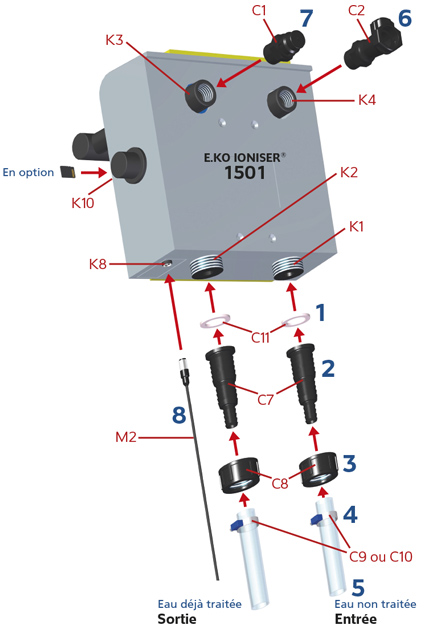 C1
7
C2
6
K3
K4
E.KO IONISER®
1501
En option
K10
K2
K1
K8
C11
1
2
C7
8
M2
3
C8
4
C9 ou C10
5
Eau déjà traitée
Sortie
Eau non traitée
Entrée